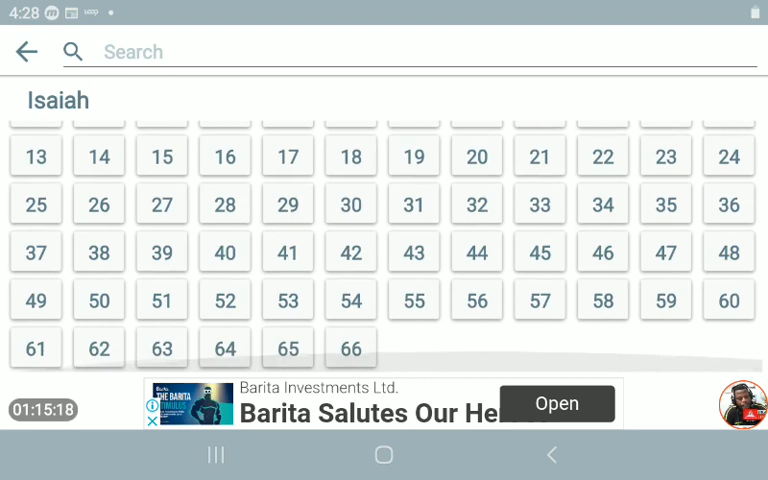 4:28
Search
Isaiah
13 14 15 16 17 18 19 20 21 22 23 24
25 26 27 28 29 30 31 32 33 34 35 36
37 38 39 40 41 42 43 44 45 46 47 48
49 50 51 52 53 54 55 56 57 58 59 60
61 62 63 64 65 66
Barita Investments Ltd.
THE BARITA
Barita Salutes Our He
Open
01:15:18